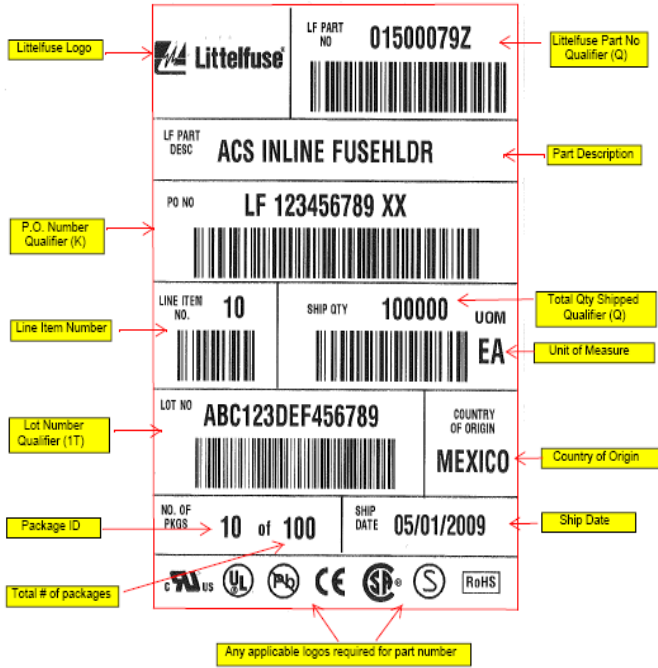 Littelfuse Logo
Littelfuse®
LF PART
NO
01500079Z
Littelfuse Part No
Qualifier (Q)
LF PART
DESC
ACS INLINE FUSEHLDR
Part Description
PO NO
LF 123456789 XX
P.O. Number
Qualifier (K)
LINE ITEM
NO.
10
SHIP QTY
100000
UOM
EA
Total Qty Shipped
Qualifier (Q)
Line Item Number
Unit of Measure
LOT NO
ABC123DEF456789
Lot Number
Qualifier (1T)
COUNTRY
OF ORIGIN
MEXICO
Country of Origin
NO. OF
PKGS
10 of 100
SHIP
DATE
05/01/2009
Package ID
Ship Date
Total # of packages
C US
UL
Pb
CE
SA®
S
RoHS
Any applicable logos required for part number